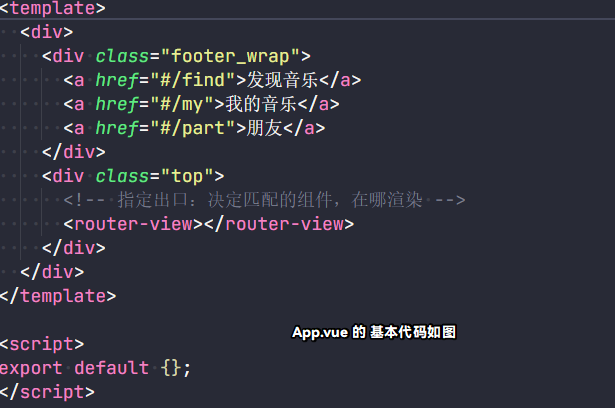 <template>
  <div>
    <div class="footer_wrap">
      <a href="#/find">发现音乐</a>
      <a href="#/my">我的音乐</a>
      <a href="#/part">朋友</a>
    </div>
    <div class="top">
      <!-- 指定出口：决定匹配的组件，在哪渲染 -->
      <router-view></router-view>
    </div>
  </div>
</template>
App.vue 的 基本代码如图
<script>
export default {};
</script>